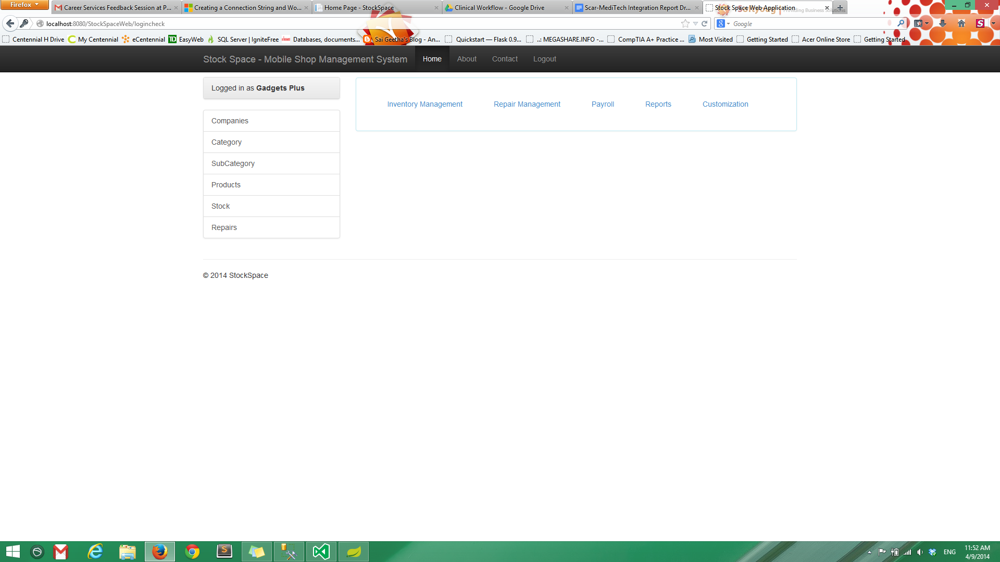 Firefox
Career Services Feedback Session at P...
Creating a Connection String and Wo...
Home Page - StockSpace
Clinical Workflow - Google Drive
Scar-MediTech Integration Report Dr...
Stock Space Web Application
Providing Business Solutions
localhost:8080/StockSpaceWeb/logincheck
Google
Centennial H Drive
My Centennial
eCentennial
EasyWeb
SQL Server | IgniteFree
Databases, documents...
Sai Geetha's Blog - An...
Quickstart — Flask 0.9...
.: MEGASHARE.INFO -...
CompTIA A+ Practice ...
Most Visited
Getting Started
Acer Online Store
Getting Started
Stock Space - Mobile Shop Management System
Home
About
Contact
Logout
Logged in as Gadgets Plus
Inventory Management
Repair Management
Payroll
Reports
Customization
Companies
Category
SubCategory
Products
Stock
Repairs
© 2014 StockSpace
ENG
11:52 AM
4/9/2014